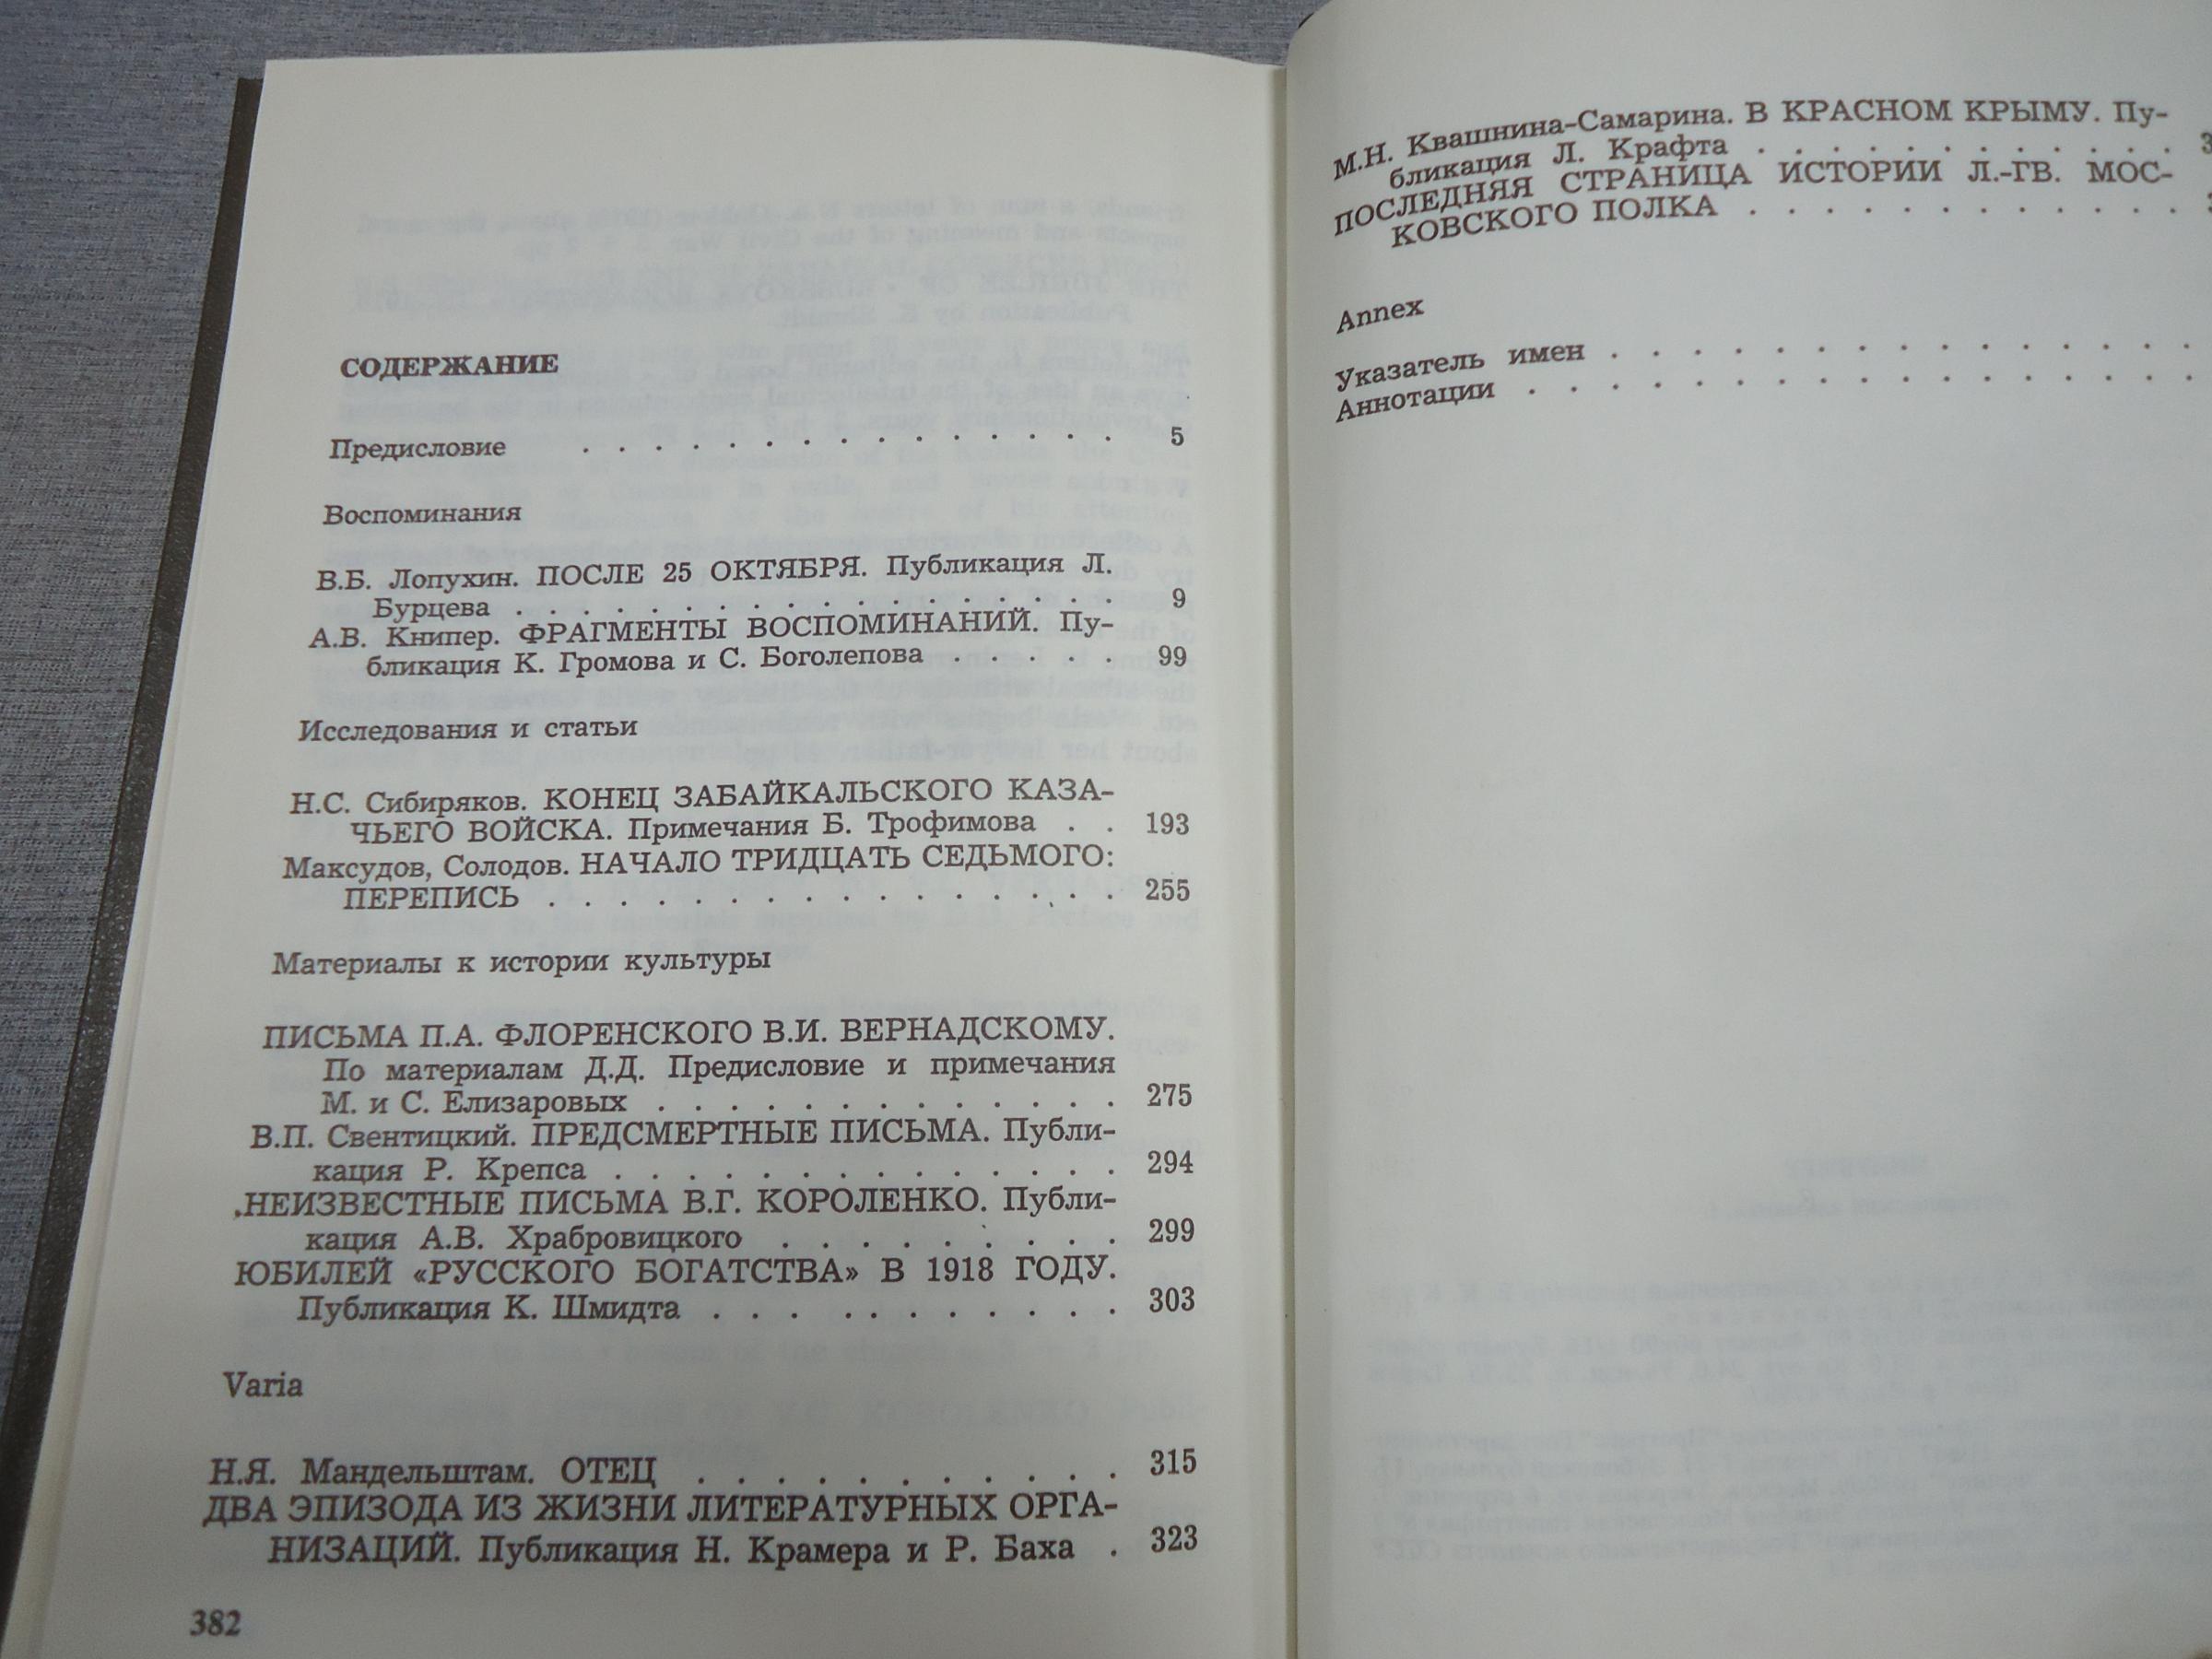 СОДЕРЖАНИЕ
Предисловие . . . . . . . . . . . . . . . 5
Воспоминания
В.Б. Лопухин. ПОСЛЕ 25 ОКТЯБРЯ. Публикация Л.
Бурцева . . . . . . . . . . . . . . . . . 9
А.В. Книпер. ФРАГМЕНТЫ ВОСПОМИНАНИЙ. Пу-
бликация К. Громова и С. Боголепова . . . . . 99
Исследования и статьи
Н.С. Сибиряков. КОНЕЦ ЗАБАЙКАЛЬСКОГО КАЗА-
ЧЬЕГО ВОЙСКА. Примечания Б. Трофимова . . 193
Максудов, Солодов. НАЧАЛО ТРИДЦАТЬ СЕДЬМОГО:
ПЕРЕПИСЬ . . . . . . . . . . . . . . . . 255
Материалы к истории культуры
ПИСЬМА П.А. ФЛОРЕНСКОГО В.И. ВЕРНАДСКОМУ.
По материалам Д.Д. Предисловие и примечания
М. и С. Елизаровых . . . . . . . . . . . . . 275
В.П. Свентицкий. ПРЕДСМЕРТНЫЕ ПИСЬМА. Публи-
кация Р. Крепса . . . . . . . . . . . . . . 294
НЕИЗВЕСТНЫЕ ПИСЬМА В.Г. КОРОЛЕНКО. Публи-
кация А.В. Храбровицкого . . . . . . . . . 299
ЮБИЛЕЙ «РУССКОГО БОГАТСТВА» В 1918 ГОДУ.
Публикация К. Шмидта . . . . . . . . . . . 303
Varia
Н.Я. Мандельштам. ОТЕЦ . . . . . . . . . . . 315
ДВА ЭПИЗОДА ИЗ ЖИЗНИ ЛИТЕРАТУРНЫХ ОРГА-
НИЗАЦИЙ. Публикация Н. Крамера и Р. Баха . 323
382
М.Н. Квашнина-Самарина. В КРАСНОМ КРЫМУ. Пу-
бликация Л. Крафта . . . . . . . . . . . .
ПОСЛЕДНЯЯ СТРАНИЦА ИСТОРИИ Л.-ГВ. МОС-
КОВСКОГО ПОЛКА . . . . . . . . . . . .
Annex
Указатель имен . . . . . . . . . . . . . . . .
Аннотации . . . . . . . . . . . . . . . . . .